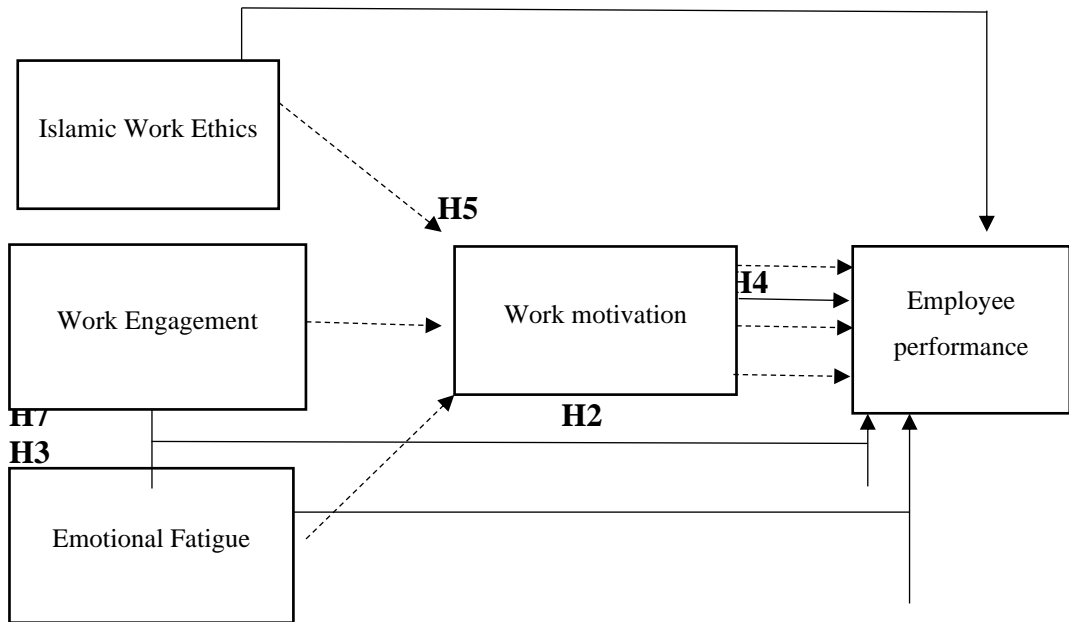 Islamic Work Ethics
H5
Work Engagement
Work motivation
H4
Employee
performance
H7
H2
H3
Emotional Fatigue